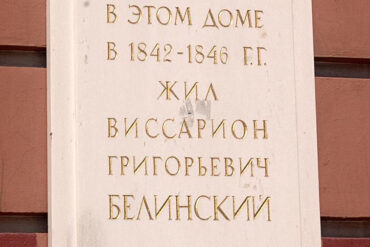 В ЭТОМ ДОМЕ
В 1842-1846 Г.Г.
ЖИЛ
ВИССАРИОН
ГРИГОРЬЕВИЧ
БЕЛИНСКИЙ